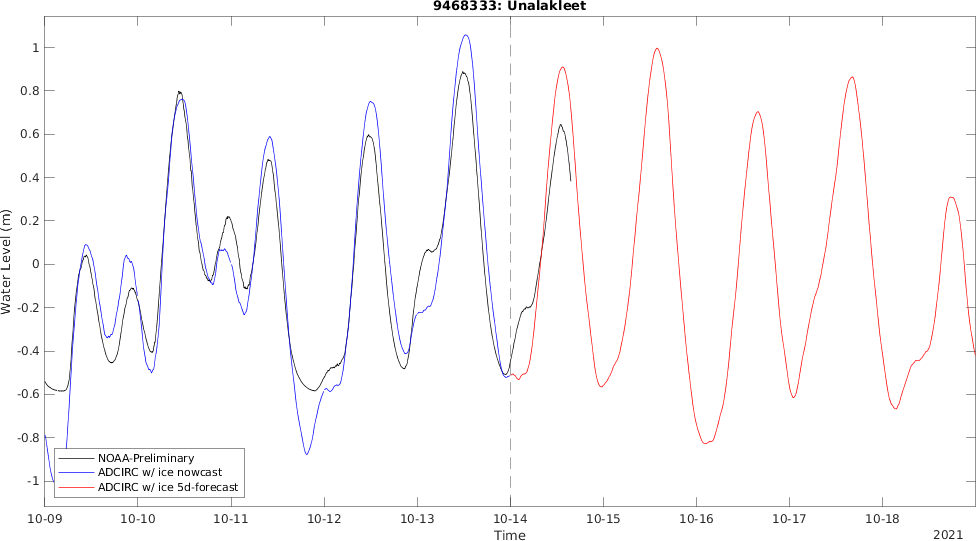 9468333: Unalakleet
Water Level (m)
1
0.8
0.6
0.4
0.2
0
-0.2
-0.4
-0.6
-0.8
-1
NOAA-Preliminary
ADCIRC w/ ice nowcast
ADCIRC w/ ice 5d-forecast
10-09 10-10 10-11 10-12 10-13 10-14 10-15 10-16 10-17 10-18
Time
2021